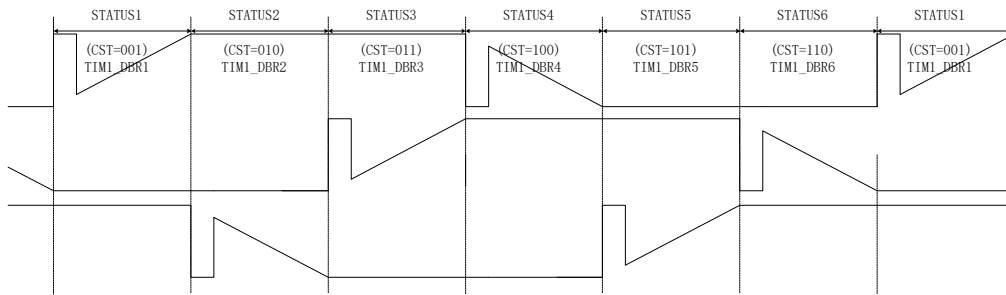 STATUS1 STATUS2 STATUS3 STATUS4 STATUS5 STATUS6 STATUS1
(CST=001) (CST=010) (CST=011) (CST=100) (CST=101) (CST=110) (CST=001)
TIM1_DBR1 TIM1_DBR2 TIM1_DBR3 TIM1_DBR4 TIM1_DBR5 TIM1_DBR6 TIM1_DBR1